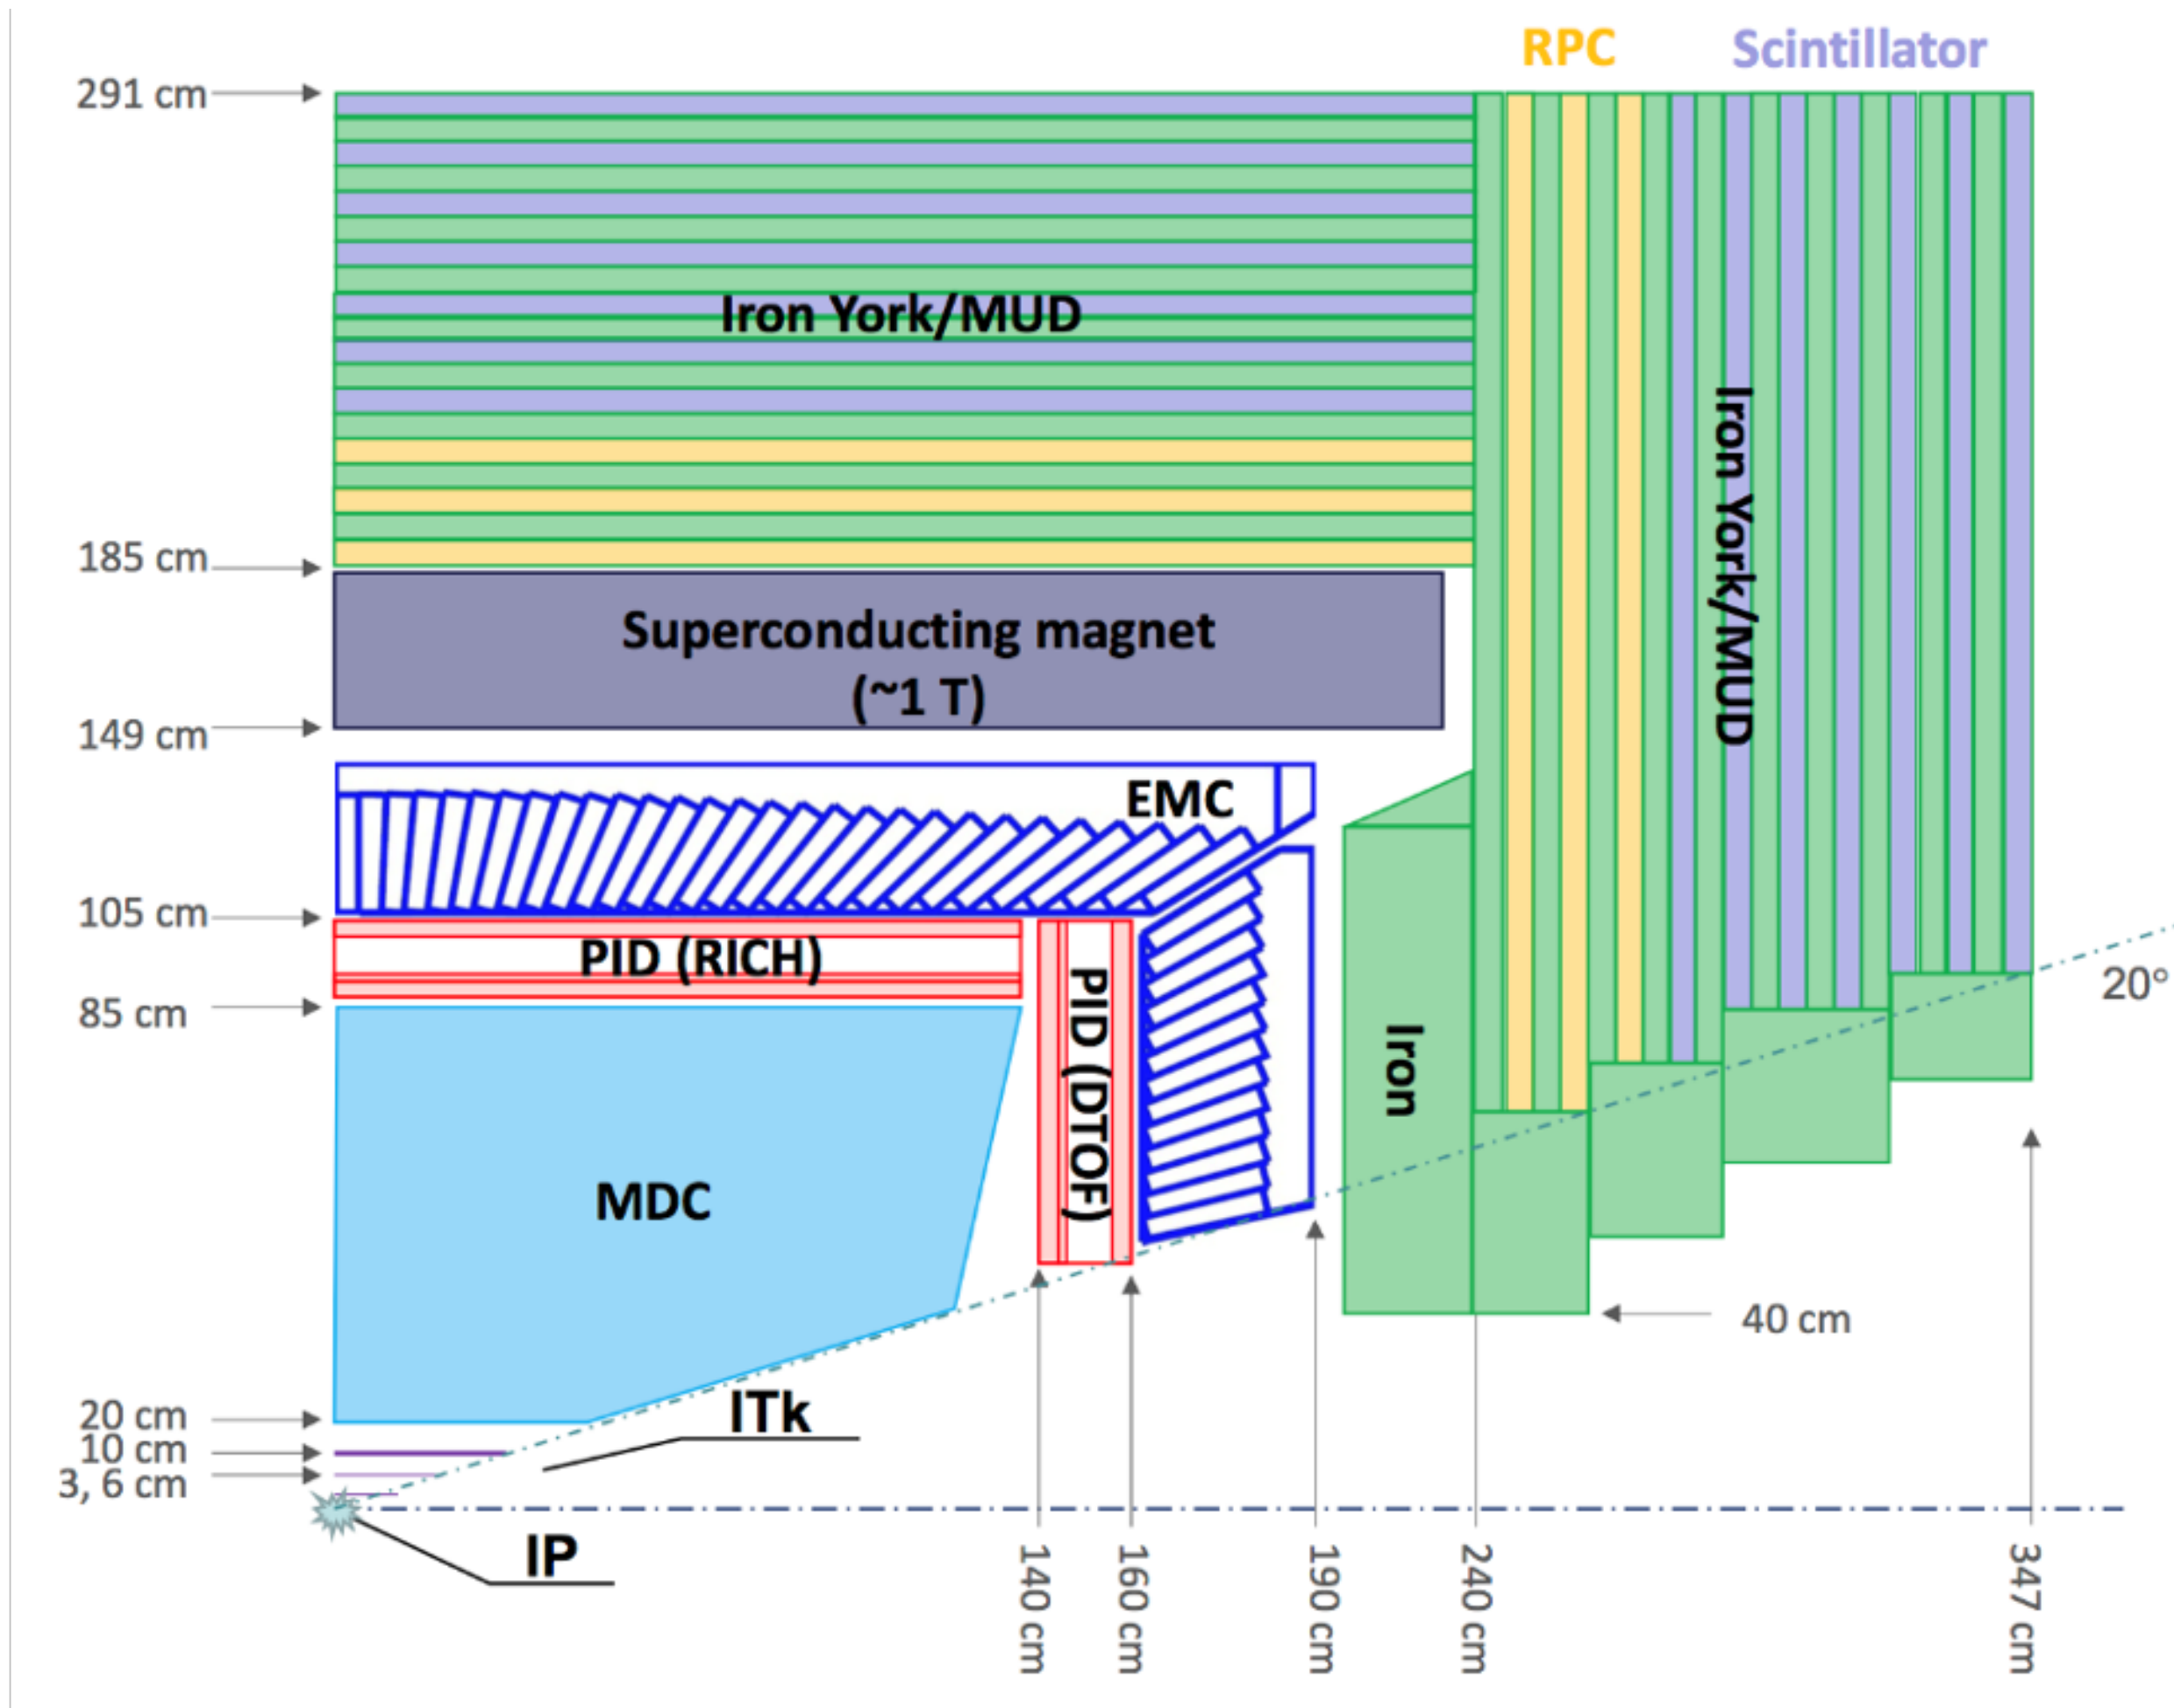 RPC
Scintillator
291 cm
Iron York/MUD
Iron York/MUD
185 cm
Superconducting magnet
(~1 T)
149 cm
EMC
105 cm
PID (RICH)
PID (DTOF)
20°
85 cm
Iron
MDC
40 cm
ITk
20 cm
10 cm
3, 6 cm
IP
140 cm
160 cm
190 cm
240 cm
347 cm